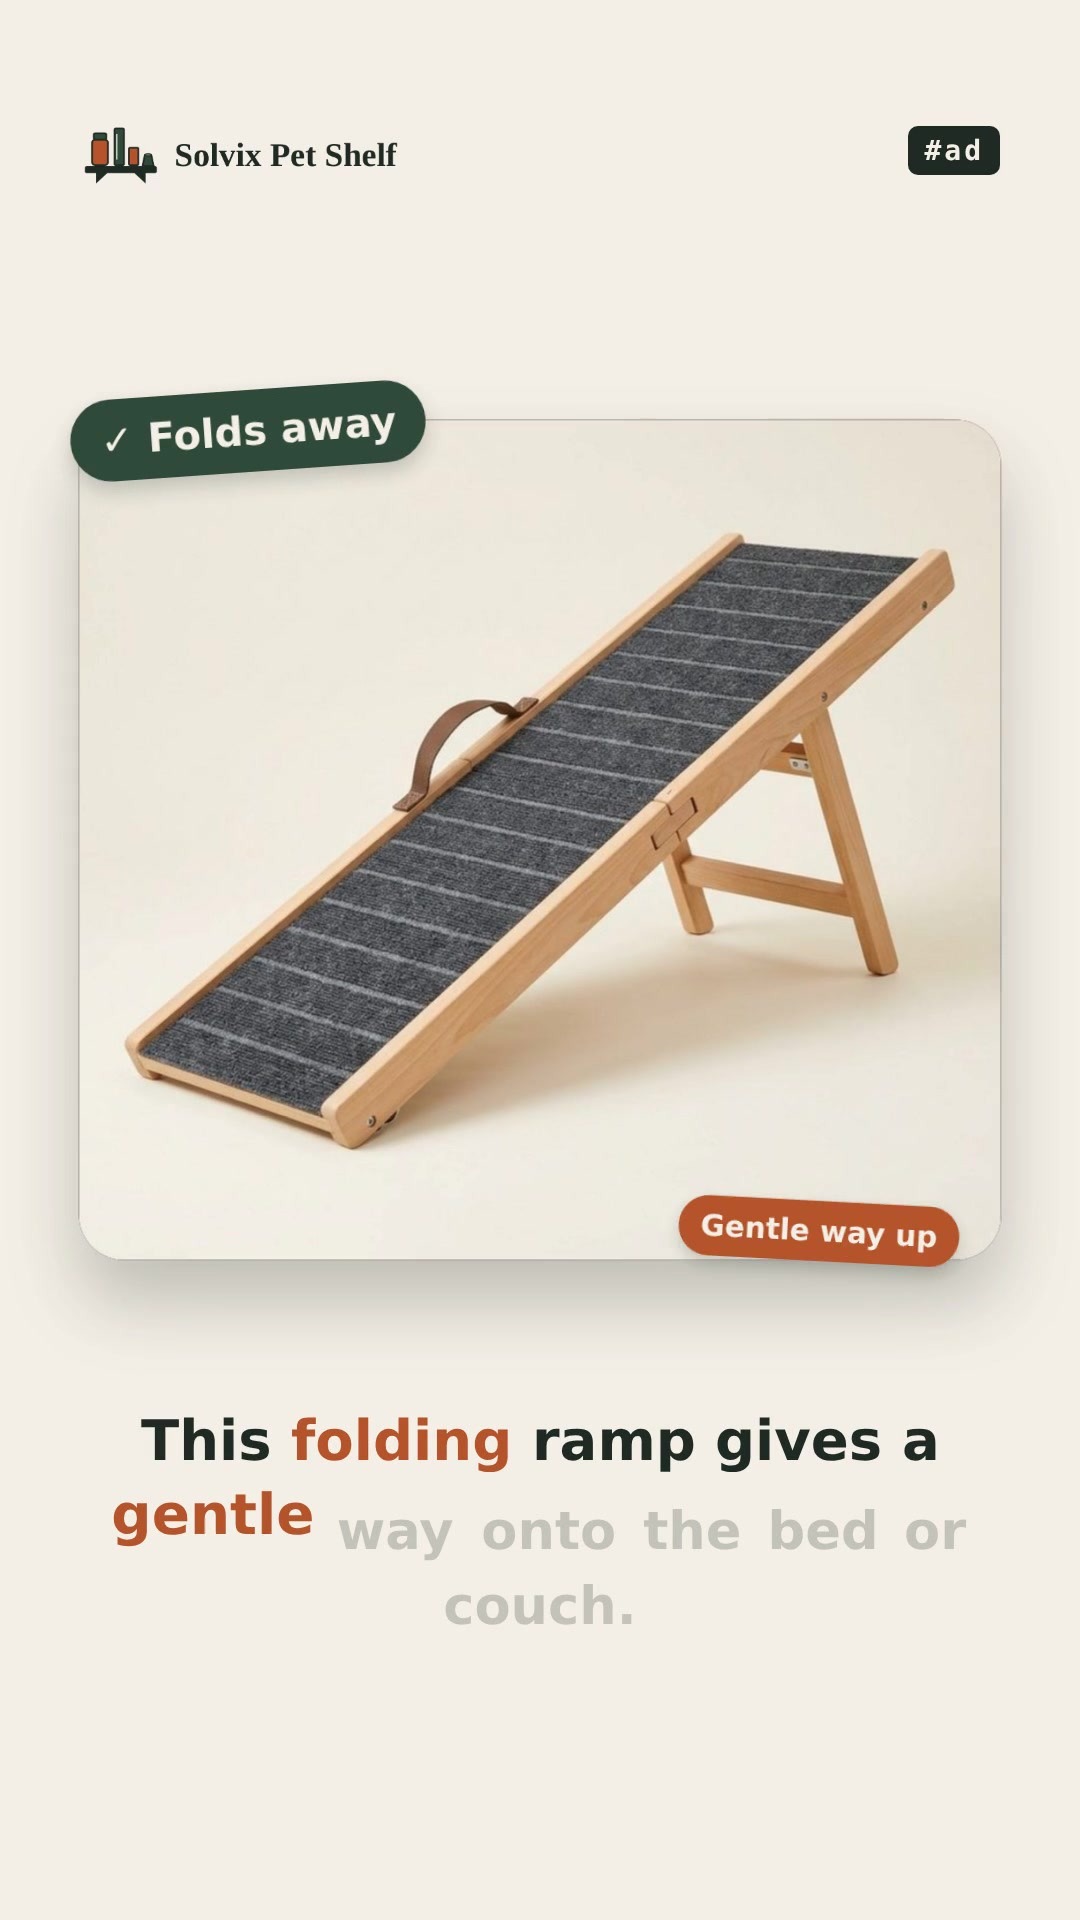 Solvix Pet Shelf
#ad
✓ Folds away
Gentle way up
This folding ramp gives a
gentle way onto the bed or
couch.